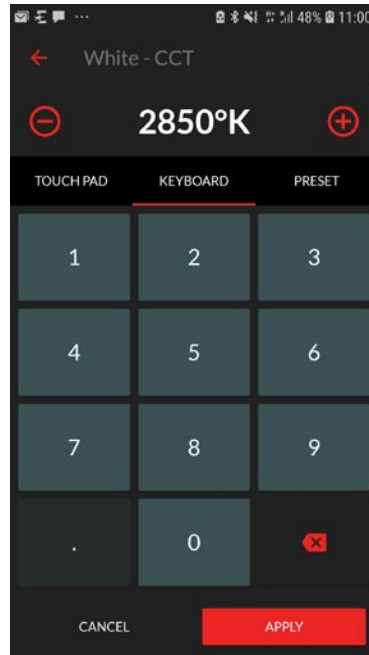 48% 11:00
White - CCT
2850°K
TOUCH PAD KEYBOARD PRESET
1 2 3
4 5 6
7 8 9
. 0
CANCEL APPLY